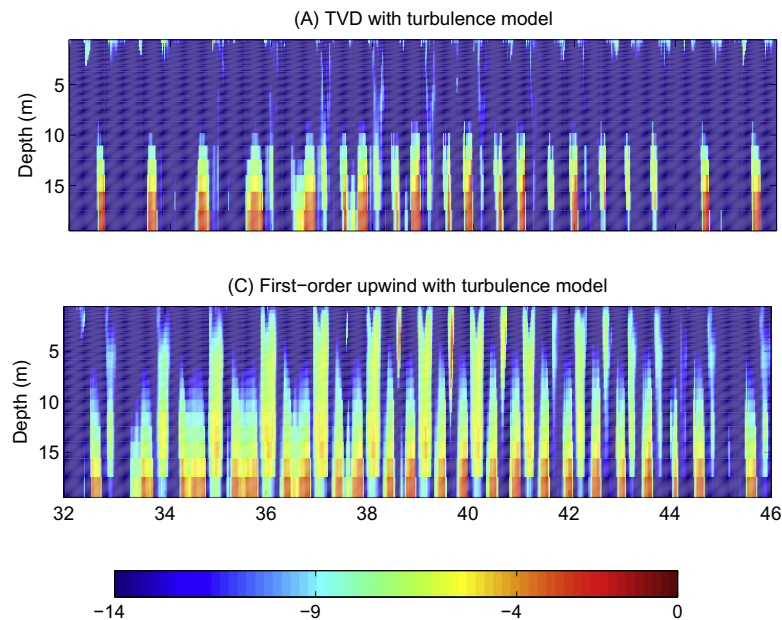 (A) TVD with turbulence model
Depth (m)
5
10
15
(C) First−order upwind with turbulence model
Depth (m)
5
10
15
32 34 36 38 40 42 44 46
−14 −9 −4 0